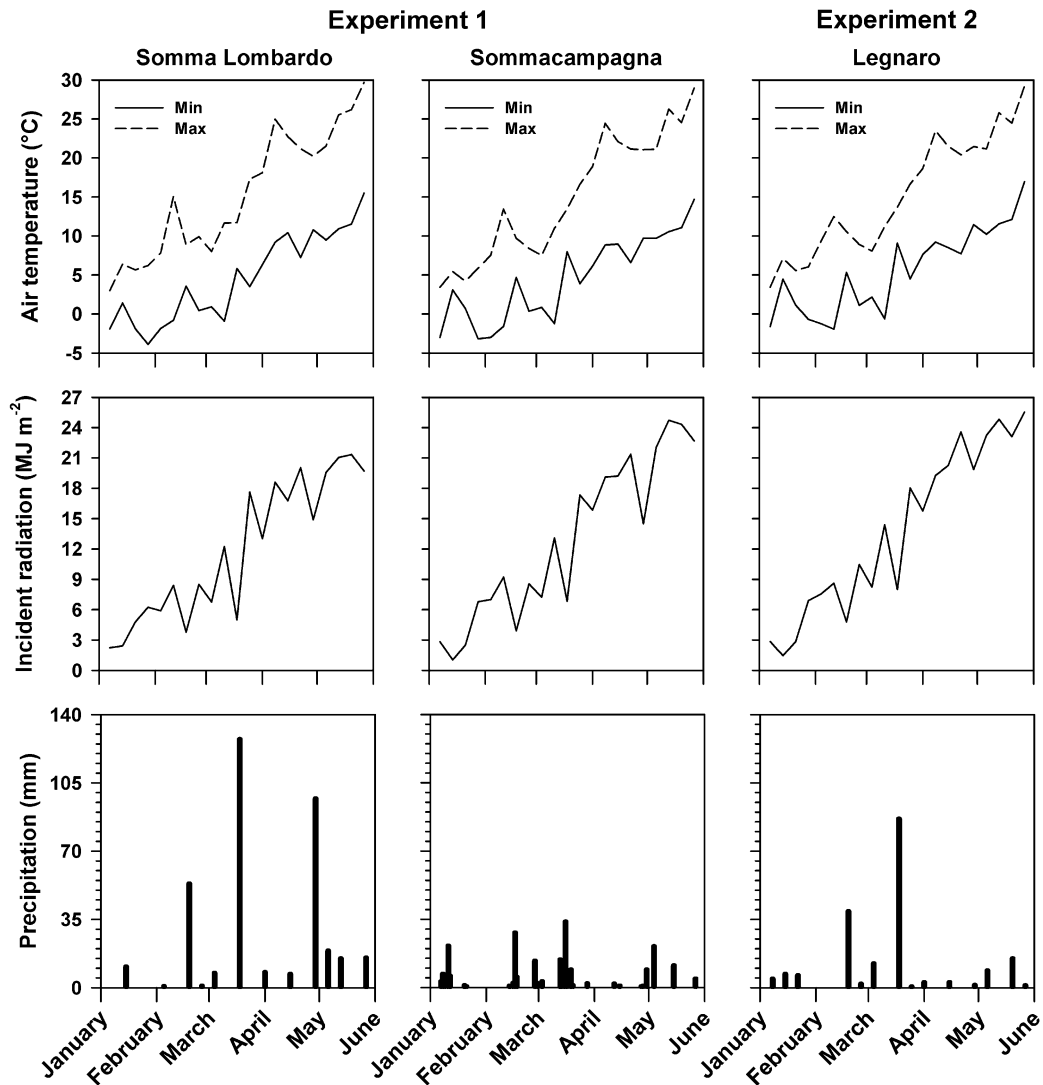 Experiment 1 Experiment 2
Somma Lombardo Sommacampagna Legnaro
Air temperature (°C)
30
25
20
15
10
5
0
-5
Min
Max
Min
Max
Min
Max
Incident radiation (MJ m-2)
27
24
21
18
15
12
9
6
3
0
Precipitation (mm)
140
105
70
35
0
January February March April May June
January February March April May June
January February March April May June